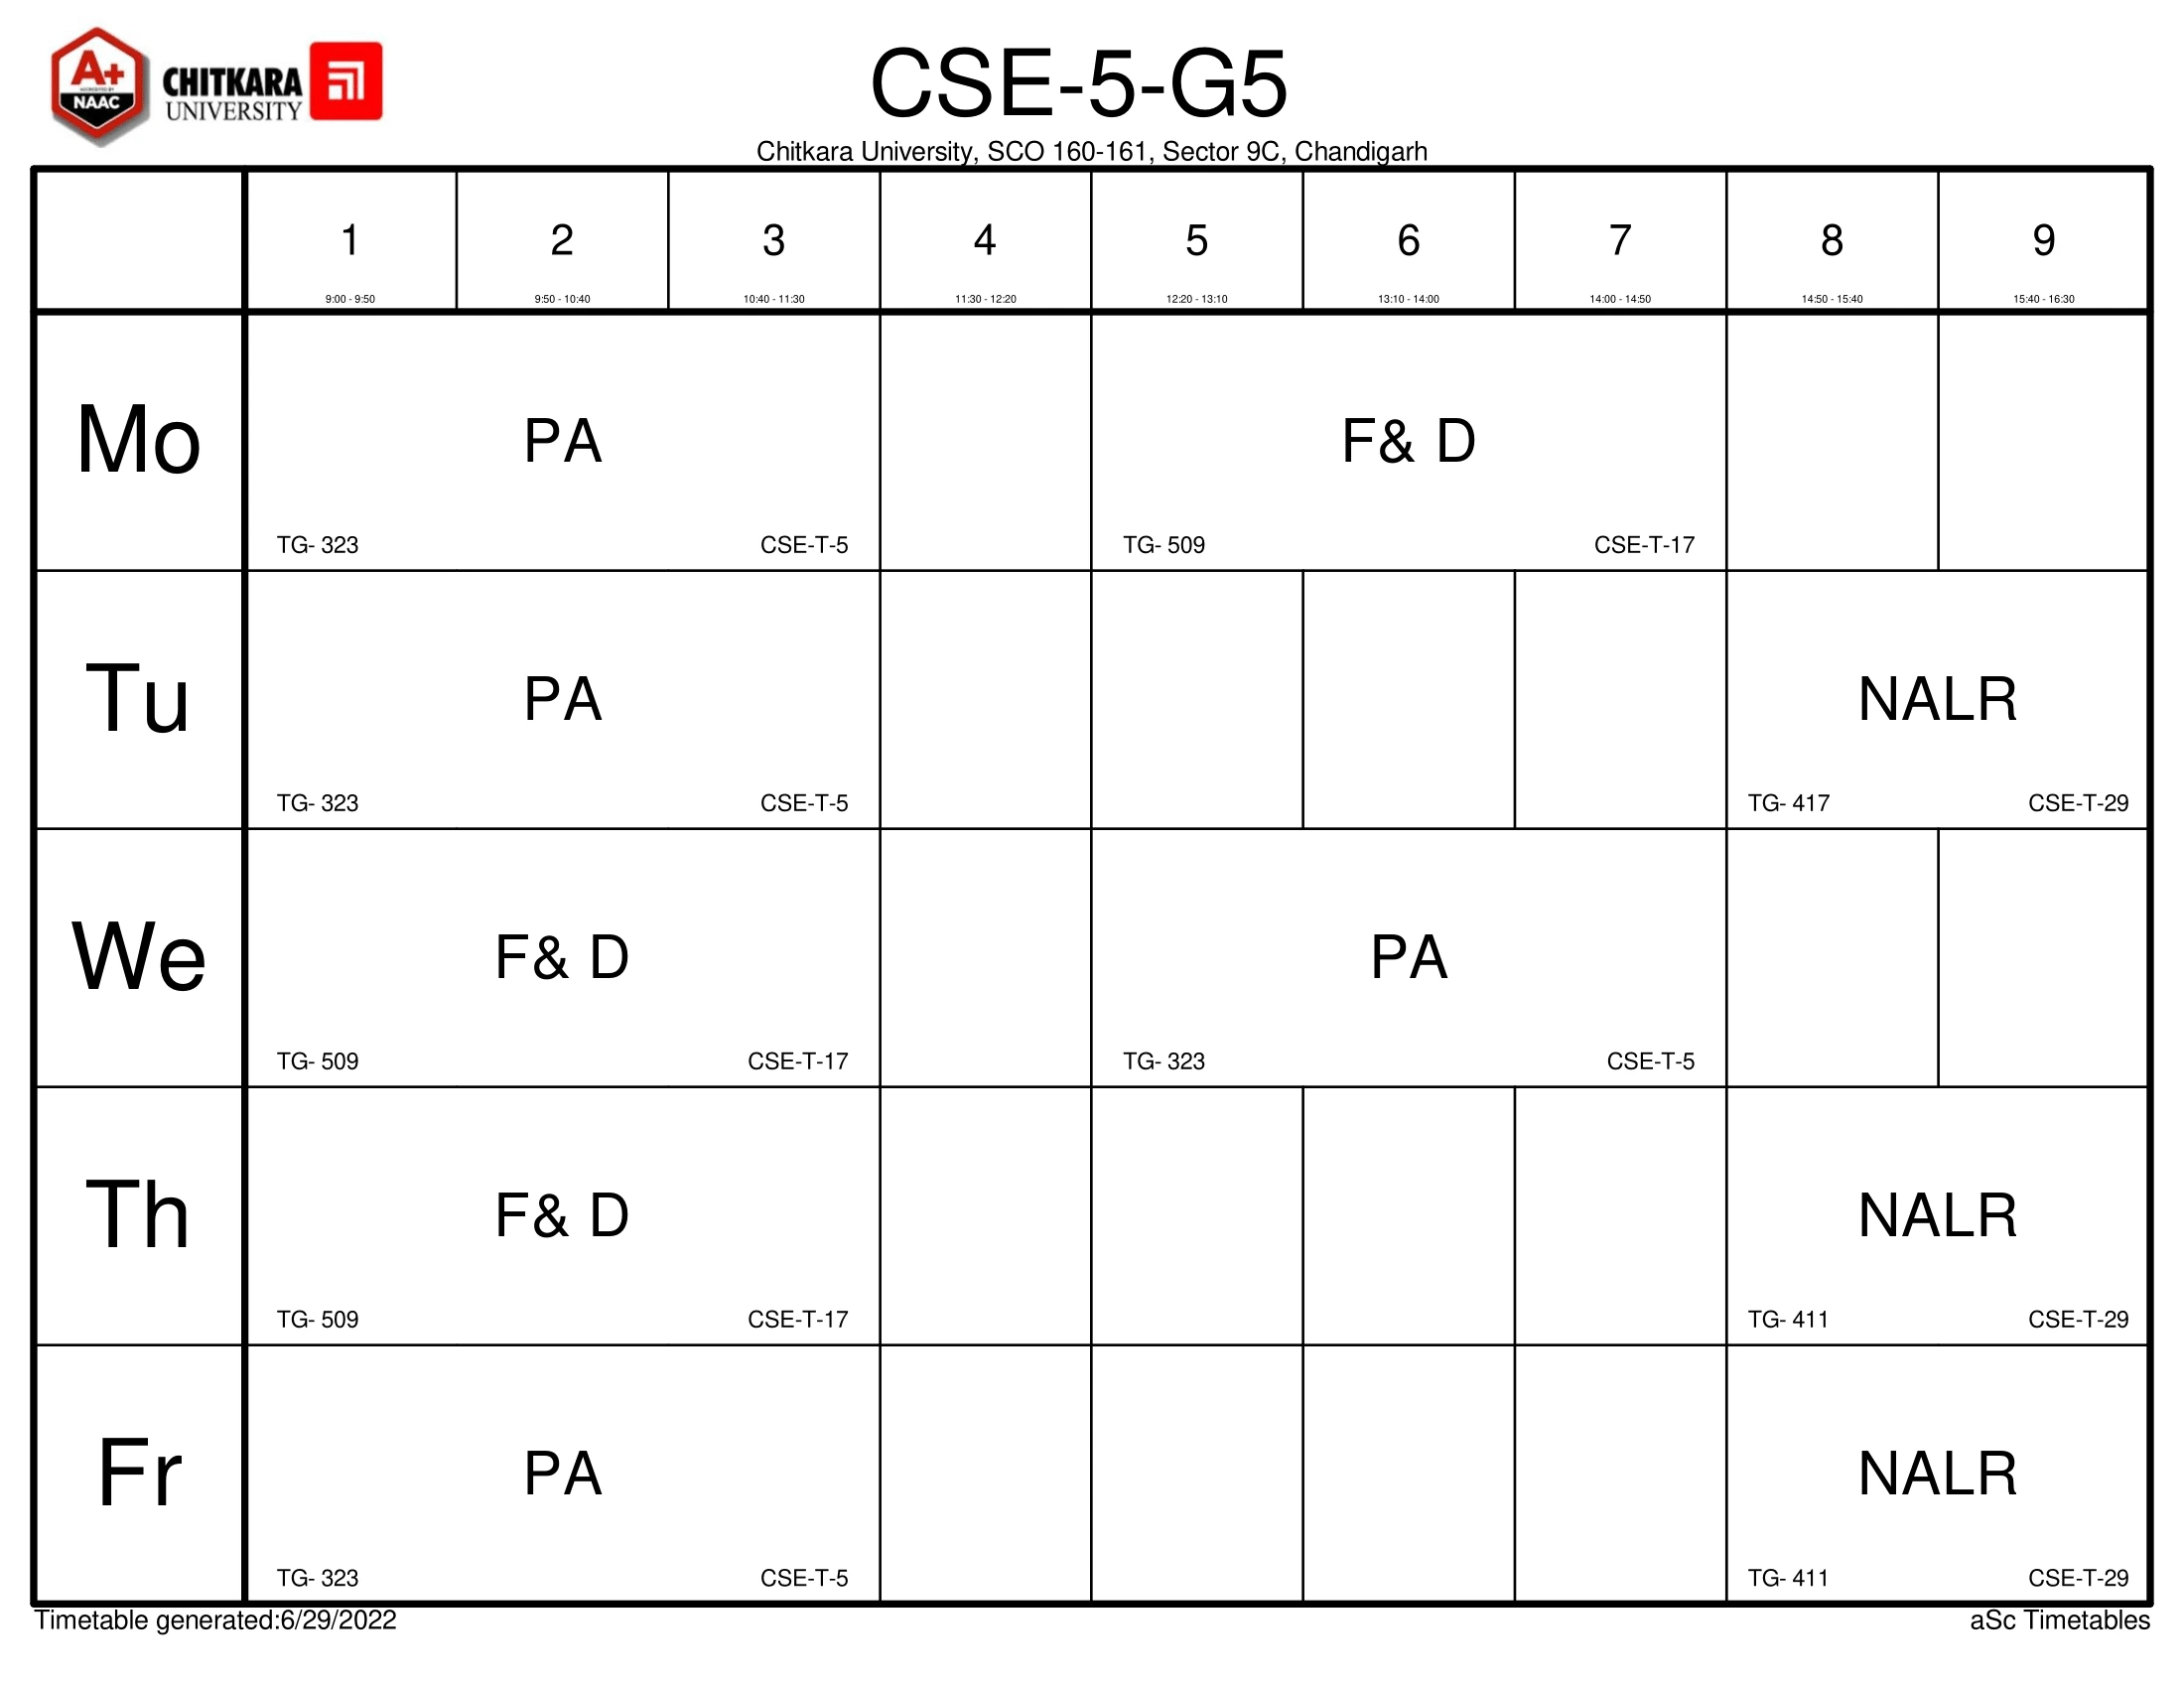 A+
ACCREDITED BY
NAAC
CHITKARA
UNIVERSITY
CSE-5-G5
Chitkara University, SCO 160-161, Sector 9C, Chandigarh
1 2 3 4 5 6 7 8 9
9:00 - 9:50 9:50 - 10:40 10:40 - 11:30 11:30 - 12:20 12:20 - 13:10 13:10 - 14:00 14:00 - 14:50 14:50 - 15:40 15:40 - 16:30
Mo PA F& D
TG- 323 CSE-T-5 TG- 509 CSE-T-17
Tu PA NALR
TG- 323 CSE-T-5 TG- 417 CSE-T-29
We F& D PA
TG- 509 CSE-T-17 TG- 323 CSE-T-5
Th F& D NALR
TG- 509 CSE-T-17 TG- 411 CSE-T-29
Fr PA NALR
TG- 323 CSE-T-5 TG- 411 CSE-T-29
Timetable generated:6/29/2022 aSc Timetables